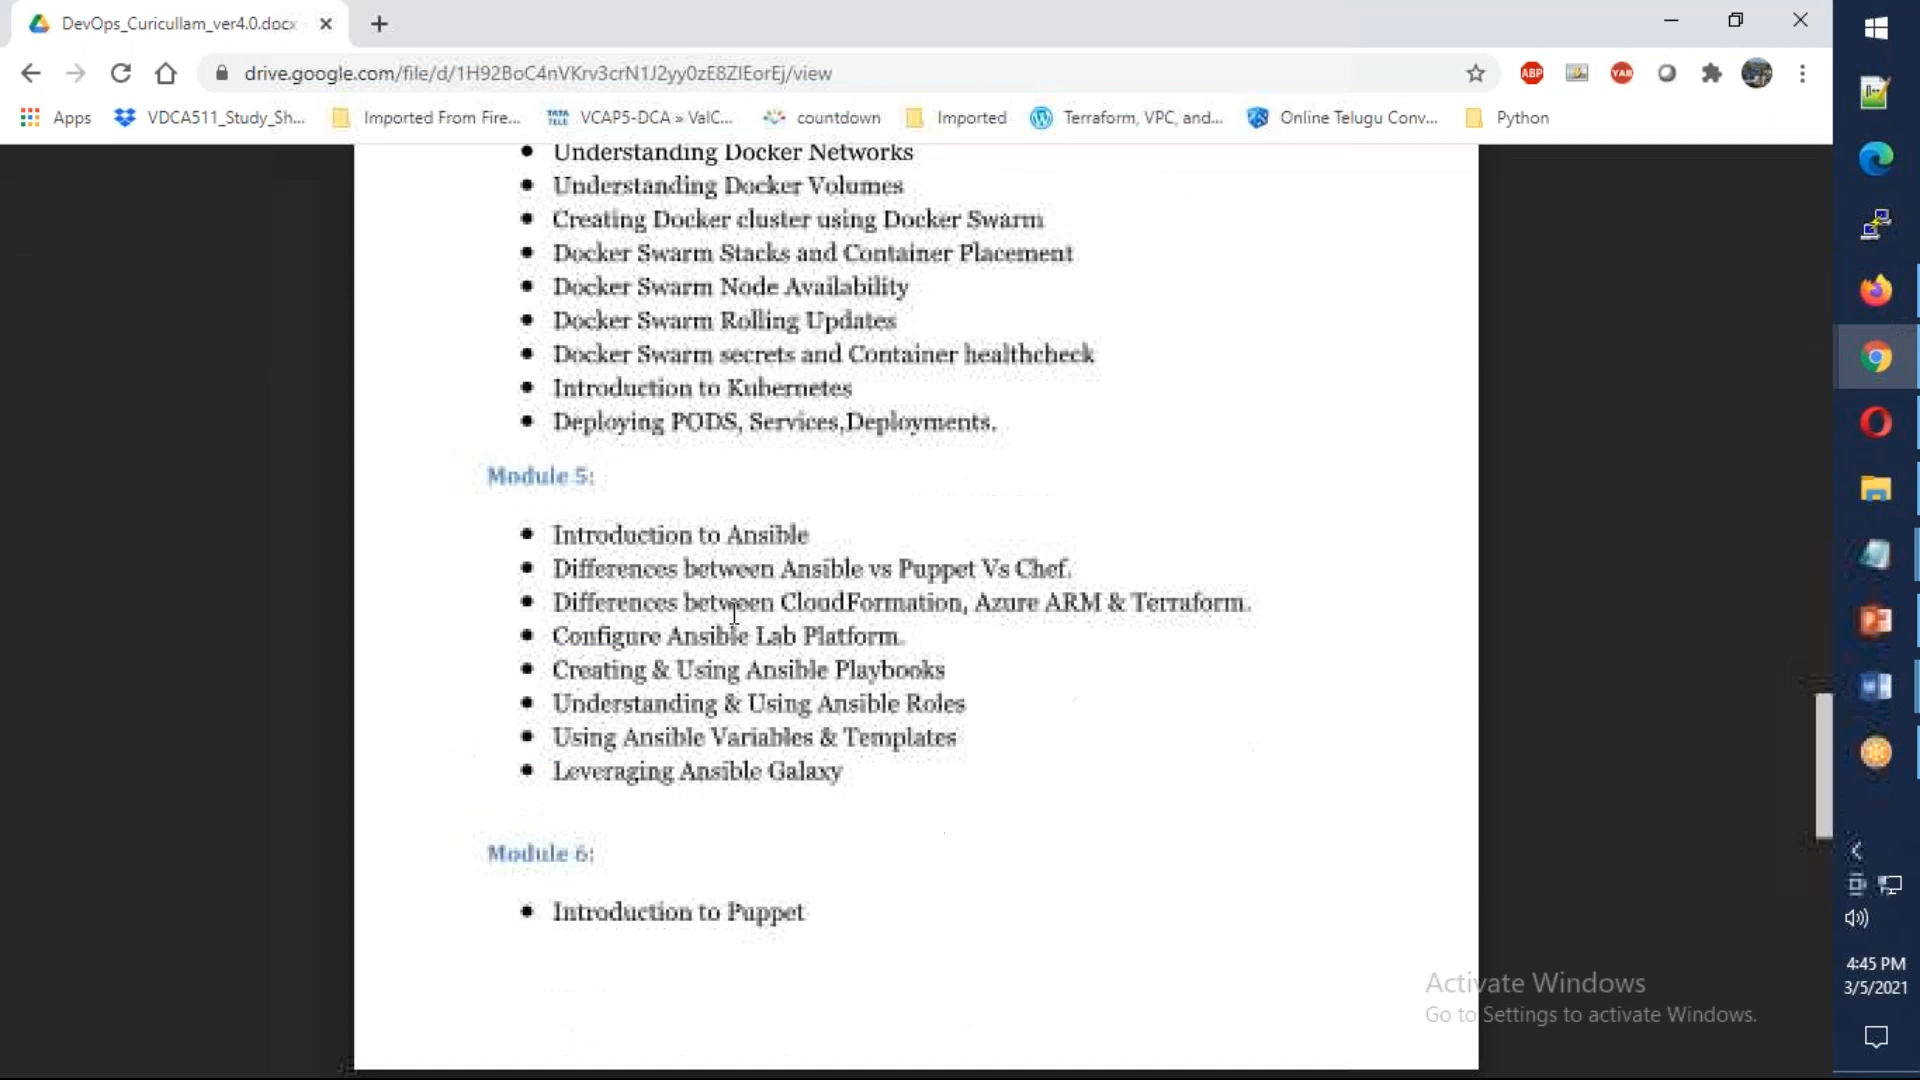 DevOps_Curicullam_ver4.0.docx
drive.google.com/file/d/1H92BoC4nVKrv3crN1J2yy0zE8ZIEorEj/view
ABP
YAB
Apps
VDCA511_Study_Sh...
Imported From Fire...
TATA TELE
VCAP5-DCA » ValC...
countdown
Imported
Terraform, VPC, and...
Online Telugu Conv...
Python
• Understanding Docker Networks
• Understanding Docker Volumes
• Creating Docker cluster using Docker Swarm
• Docker Swarm Stacks and Container Placement
• Docker Swarm Node Availability
• Docker Swarm Rolling Updates
• Docker Swarm secrets and Container healthcheck
• Introduction to Kubernetes
• Deploying PODS, Services,Deployments.
Module 5:
• Introduction to Ansible
• Differences between Ansible vs Puppet Vs Chef.
• Differences between CloudFormation, Azure ARM & Terraform.
• Configure Ansible Lab Platform.
• Creating & Using Ansible Playbooks
• Understanding & Using Ansible Roles
• Using Ansible Variables & Templates
• Leveraging Ansible Galaxy
Module 6:
• Introduction to Puppet
Activate Windows
Go to Settings to activate Windows.
4:45 PM
3/5/2021